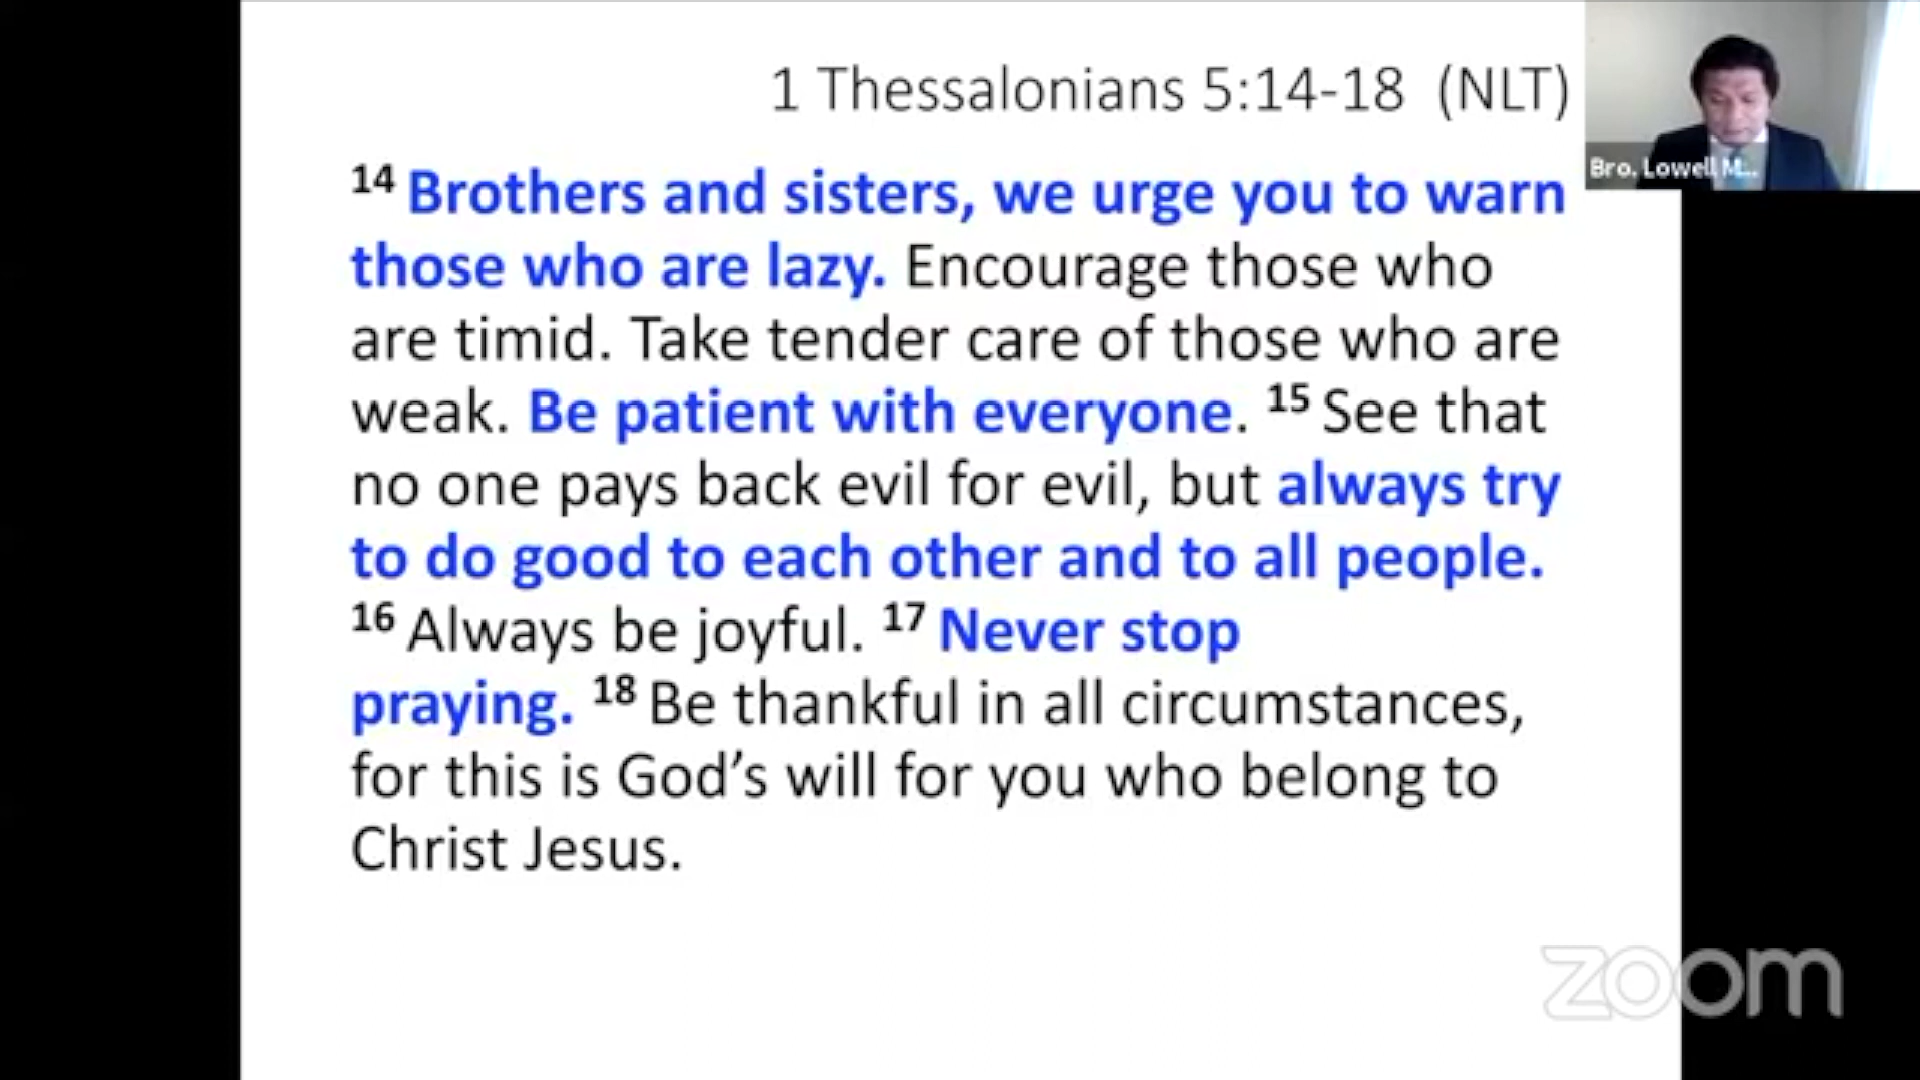 1 Thessalonians 5:14-18 (NLT)
Bro. Lowell M...
14 Brothers and sisters, we urge you to warn
those who are lazy. Encourage those who
are timid. Take tender care of those who are
weak. Be patient with everyone. 15 See that
no one pays back evil for evil, but always try
to do good to each other and to all people.
16 Always be joyful. 17 Never stop
praying. 18 Be thankful in all circumstances,
for this is God’s will for you who belong to
Christ Jesus.
zoom